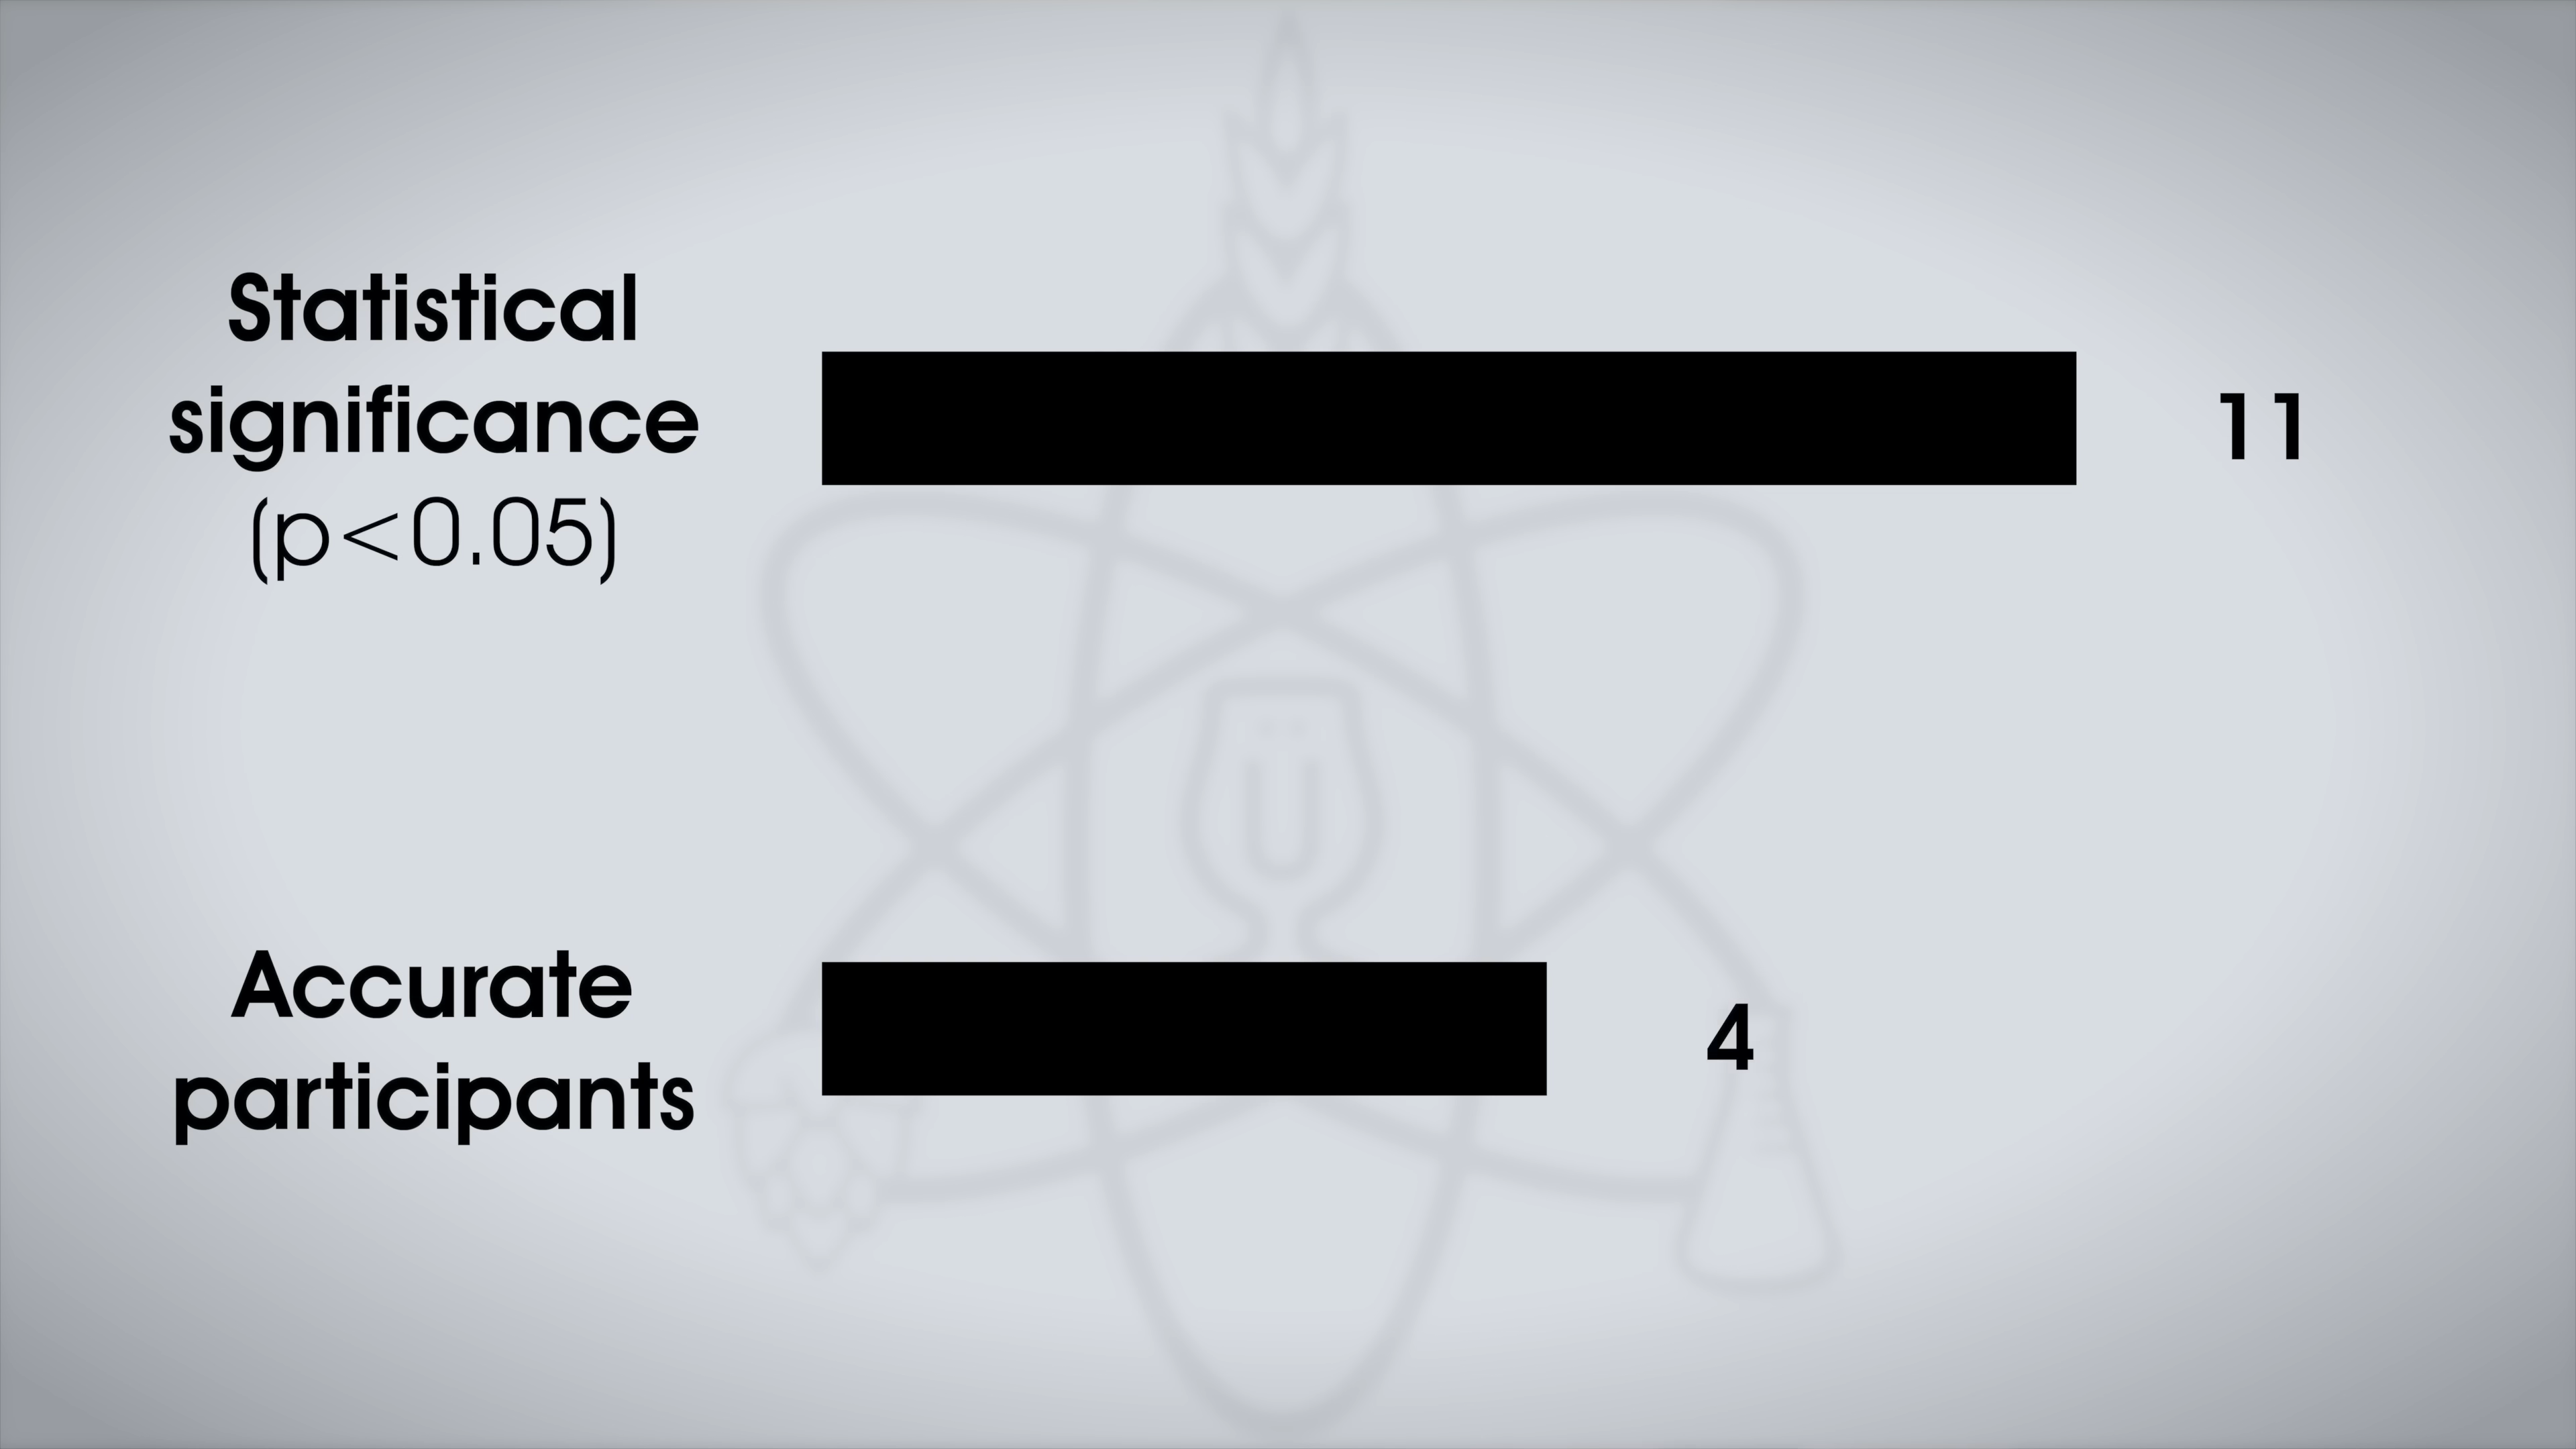 Statistical
significance
(p<0.05)
11
Accurate
participants
4